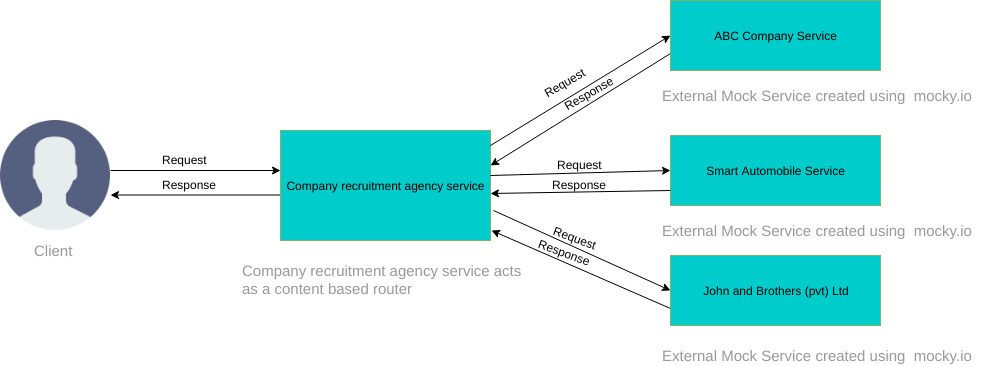 ABC Company Service
External Mock Service created using  mocky.io
Request
Response
Request
Response
Company recruitment agency service
Request
Response
Smart Automobile Service
External Mock Service created using  mocky.io
Client
Company recruitment agency service acts
as a content based router
Request
Response
John and Brothers (pvt) Ltd
External Mock Service created using  mocky.io